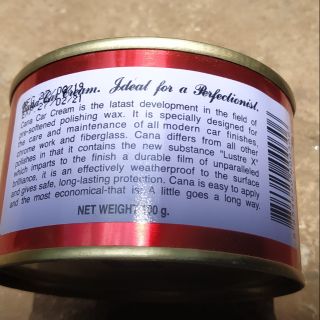 Cana Car Cream. Ideal for a Perfectionist.
Cana Car Cream is the latast development in the field of
pre-softened polishing wax. It is specially designed for
the care and maintenance of all modern car finishes,
chrome work and fiberglass. Cana differs from all other
polishes in that it contains the new substance "Lustre X"
which imparts to the finish a durable film of unparalleled
brilliance, it is an effectively weatherproof to the surface
and gives safe, long-lasting protection. Cana is easy to apply
and the most economical-that is. A little goes a long way.
NET WEIGHT 100 g.